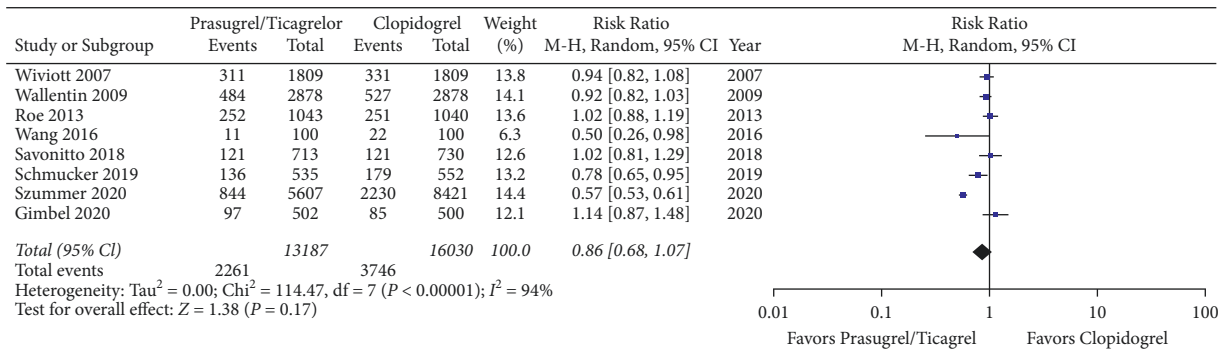 Prasugrel/Ticagrelor Clopidogrel Weight Risk Ratio Risk Ratio
Study or Subgroup Events Total Events Total (%) M-H, Random, 95% CI Year M-H, Random, 95% CI
Wiviott 2007 311 1809 331 1809 13.8 0.94 [0.82, 1.08] 2007
Wallentin 2009 484 2878 527 2878 14.1 0.92 [0.82, 1.03] 2009
Roe 2013 252 1043 251 1040 13.6 1.02 [0.88, 1.19] 2013
Wang 2016 11 100 22 100 6.3 0.50 [0.26, 0.98] 2016
Savonitto 2018 121 713 121 730 12.6 1.02 [0.81, 1.29] 2018
Schmucker 2019 136 535 179 552 13.2 0.78 [0.65, 0.95] 2019
Szummer 2020 844 5607 2230 8421 14.4 0.57 [0.53, 0.61] 2020
Gimbel 2020 97 502 85 500 12.1 1.14 [0.87, 1.48] 2020
Total (95% Cl) 13187 16030 100.0 0.86 [0.68, 1.07]
Total events 2261 3746
Heterogeneity: Tau² = 0.00; Chi² = 114.47, df = 7 (P < 0.00001); I² = 94%
Test for overall effect: Z = 1.38 (P = 0.17)
0.01 0.1 1 10 100
Favors Prasugrel/Ticagrel Favors Clopidogrel